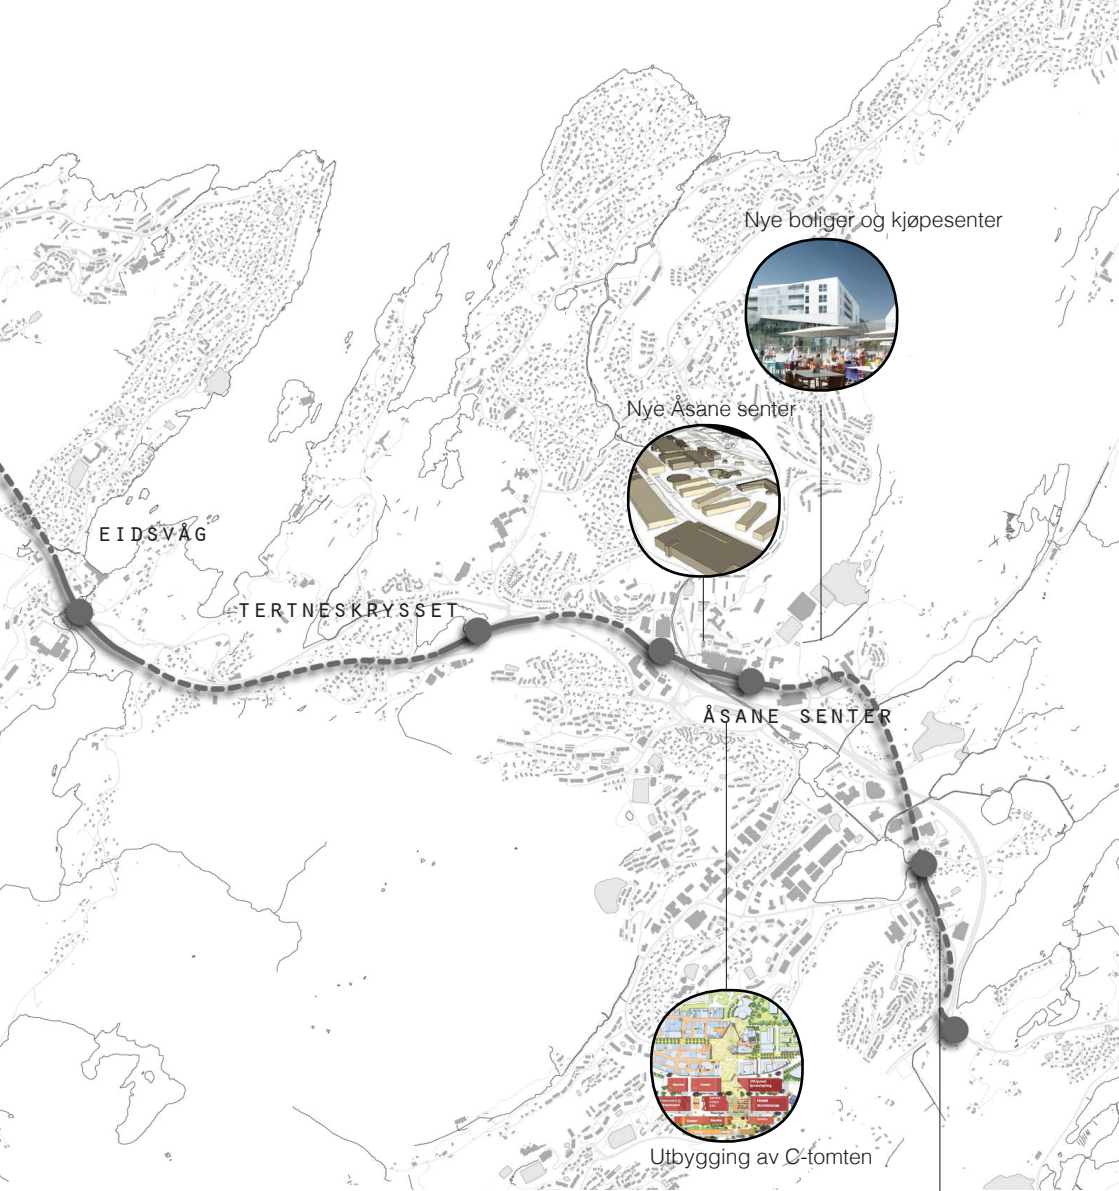 Nye boliger og kjøpesenter
Nye Åsane senter
EIDSVÅG
TERTNESKRYSSET
ÅSANE SENTER
Utbygging av C-tomten